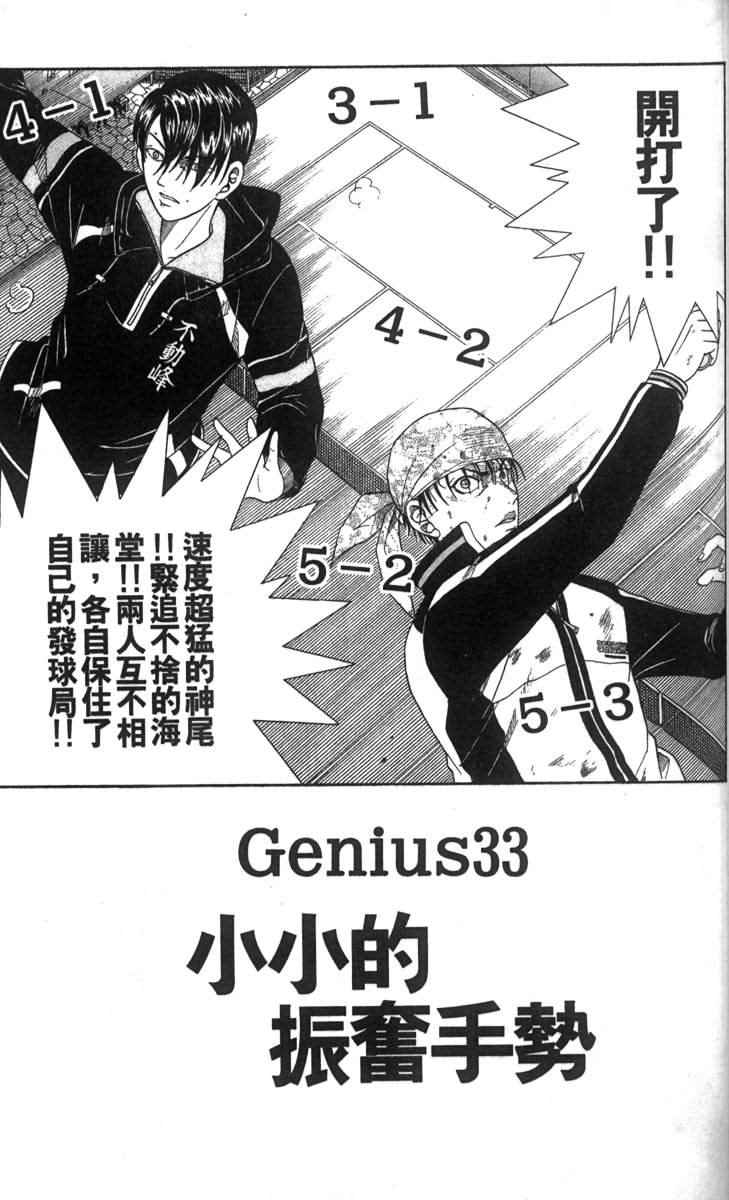 開打了!!
3-1
4-1
4-2
不動峰
5-2
5-3
速度超猛的神尾
!!緊追不捨的海
堂!!兩人互不相
讓，各自保住了
自己的發球局!!
Genius33
小小的
振奮手勢